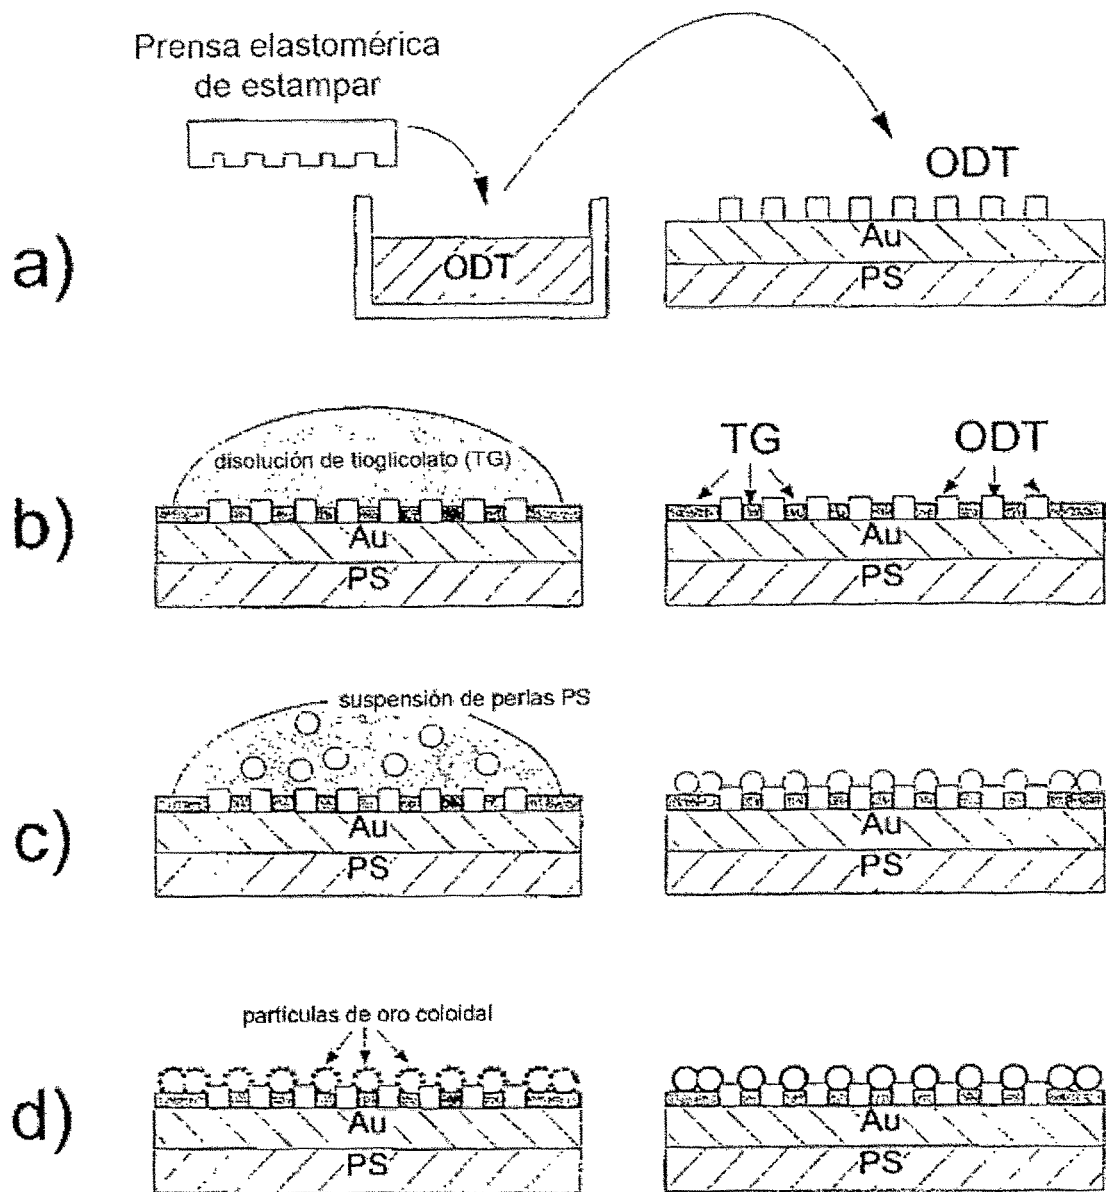 Prensa elastomérica
de estampar
ODT
a)
ODT
Au
PS
TG
ODT
disolución de tioglicolato (TG)
b)
Au
PS
Au
PS
suspensión de perlas PS
c)
Au
PS
Au
PS
partículas de oro coloidal
d)
Au
PS
Au
PS